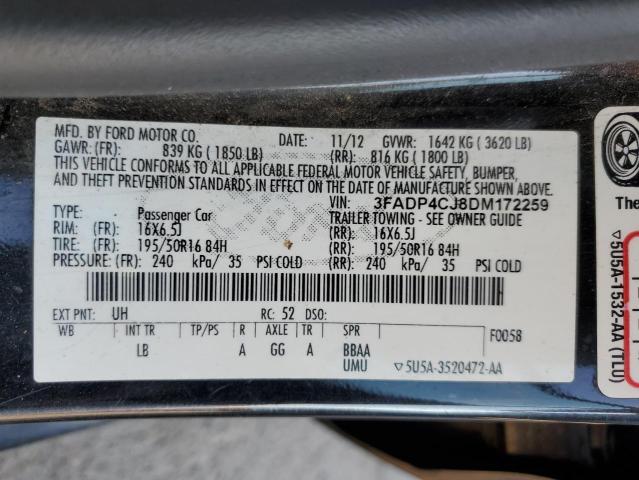 MFD. BY FORD MOTOR CO. DATE: 11/12 GVWR: 1642 KG ( 3620 LB)
GAWR: (FR): 839 KG ( 1850 LB) (RR): 816 KG ( 1800 LB)
THIS VEHICLE CONFORMS TO ALL APPLICABLE FEDERAL MOTOR VEHICLE SAFETY, BUMPER,
AND THEFT PREVENTION STANDARDS IN EFFECT ON THE DATE OF MANUFACTURE SHOWN ABOVE.
VIN: 3FADP4CJ8DM172259
TYPE: Passenger Car TRAILER TOWING - SEE OWNER GUIDE
RIM: (FR): 16X6.5J (RR): 16X6.5J
TIRE: (FR): 195/50R16 84H (RR): 195/50R16 84H
PRESSURE: (FR): 240 kPa/ 35 PSI COLD (RR): 240 kPa/ 35 PSI COLD
EXT PNT: UH RC: 52 DSO:
WB INT TR TP/PS R AXLE TR SPR F0058
LB A GG A BBAA
UMU ▽5U5A-3520472-AA
The
▽5U5A-1532-AA (TLO)